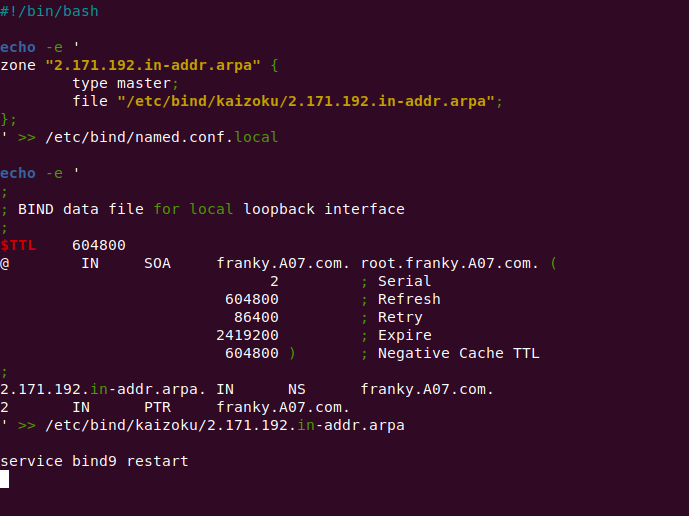 #!/bin/bash

echo -e '
zone "2.171.192.in-addr.arpa" {
        type master;
        file "/etc/bind/kaizoku/2.171.192.in-addr.arpa";
};
' >> /etc/bind/named.conf.local

echo -e '
;
; BIND data file for local loopback interface
;
$TTL    604800
@        IN      SOA     franky.A07.com. root.franky.A07.com. (
                              2         ; Serial
                         604800         ; Refresh
                          86400         ; Retry
                        2419200         ; Expire
                         604800 )       ; Negative Cache TTL
;
2.171.192.in-addr.arpa. IN      NS      franky.A07.com.
2       IN      PTR     franky.A07.com.
' >> /etc/bind/kaizoku/2.171.192.in-addr.arpa

service bind9 restart